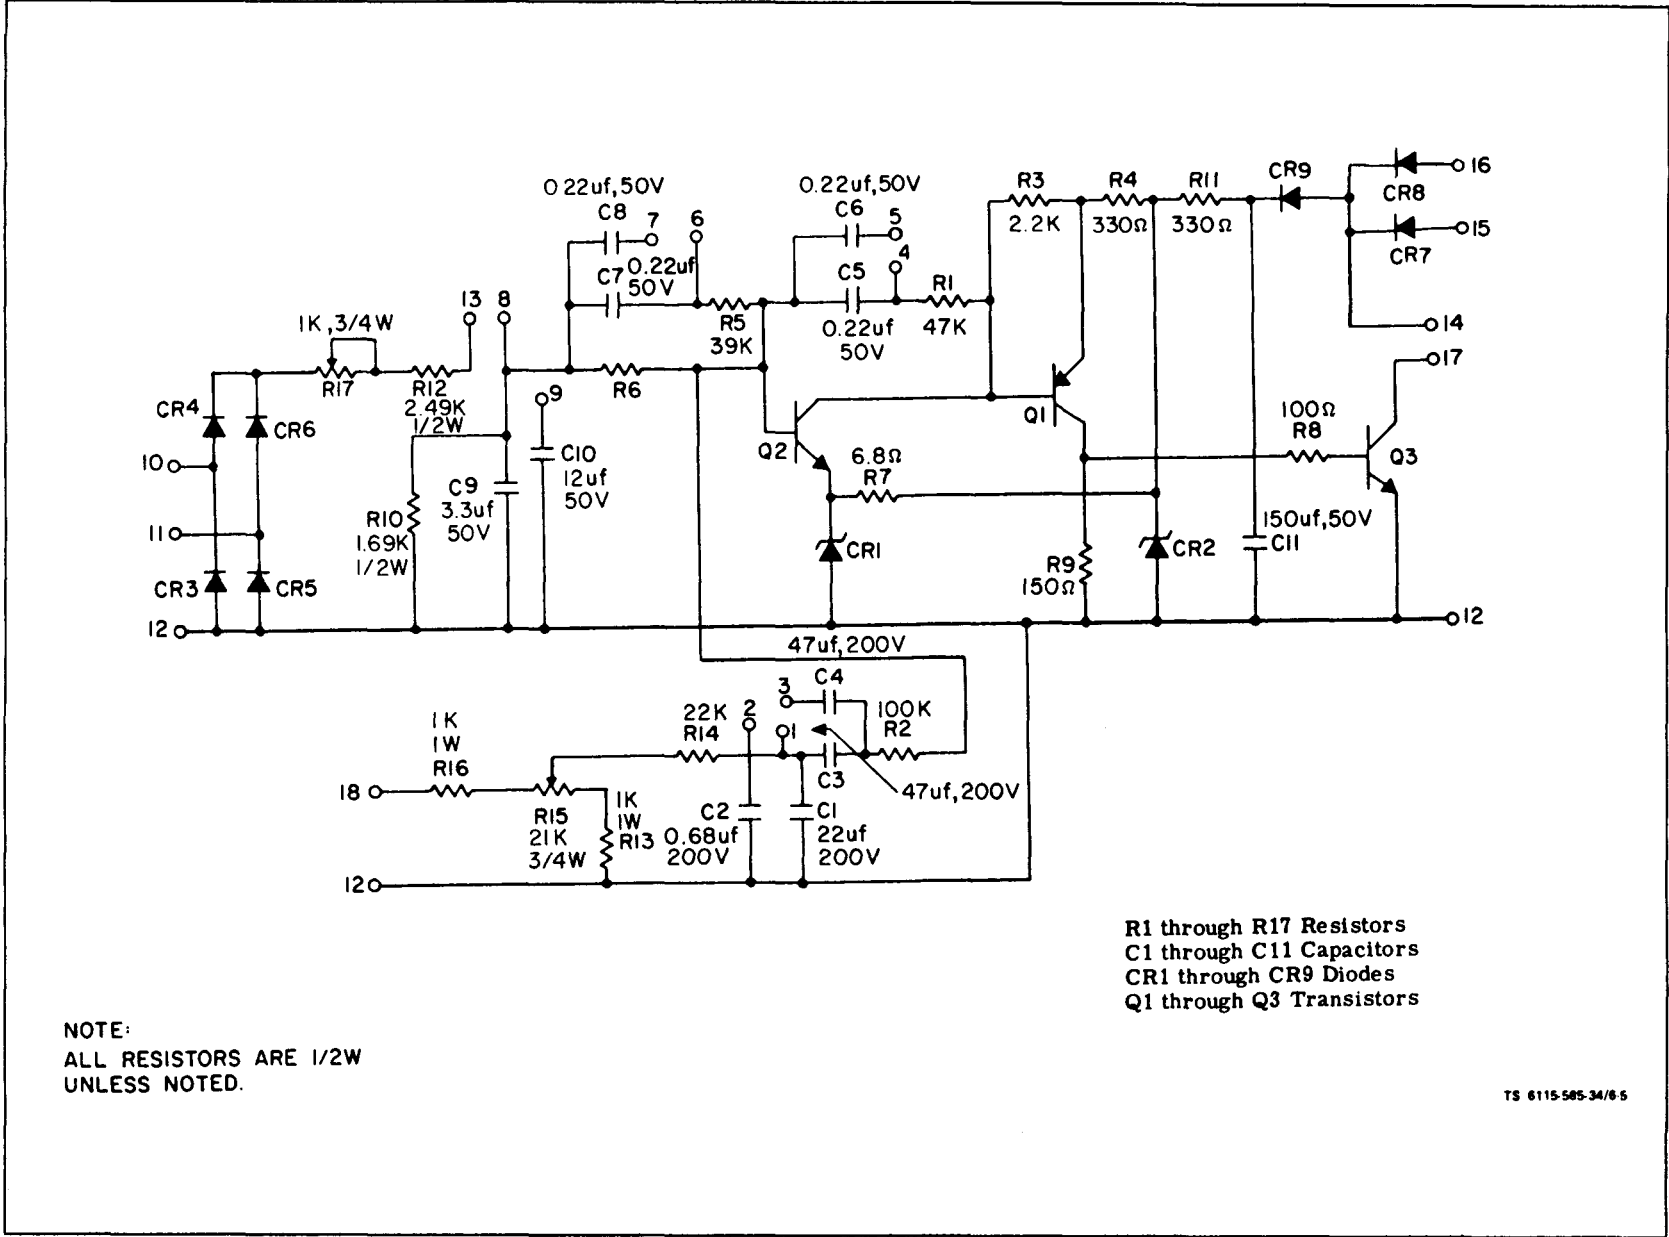 0.22uf,50V
C8
7
6
0.22uf
C7
50V
0.22uf,50V
C6
5
4
C5
0.22uf
50V
R1
47K
R3
2.2K
R4
330Ω
R11
330Ω
CR9
16
CR8
15
CR7
14
17
13
8
1K,3/4W
R17
R12
2.49K
1/2W
R5
39K
R6
9
CR4
CR6
10
11
CR3
CR5
12
R10
1.69K
1/2W
C9
3.3uf
50V
C10
12uf
50V
Q2
6.8Ω
R7
CR1
Q1
100Ω
R8
Q3
R9
150Ω
CR2
150uf,50V
C11
12
47uf,200V
3
C4
2
1
22K
R14
100K
R2
C3
47uf,200V
1K
1W
R16
18
R15
21K
3/4W
1K
1W
R13
C2
0.68uf
200V
C1
22uf
200V
12
R1 through R17 Resistors
C1 through C11 Capacitors
CR1 through CR9 Diodes
Q1 through Q3 Transistors
NOTE:
ALL RESISTORS ARE 1/2W
UNLESS NOTED.
TS 6115-585-34/6-5